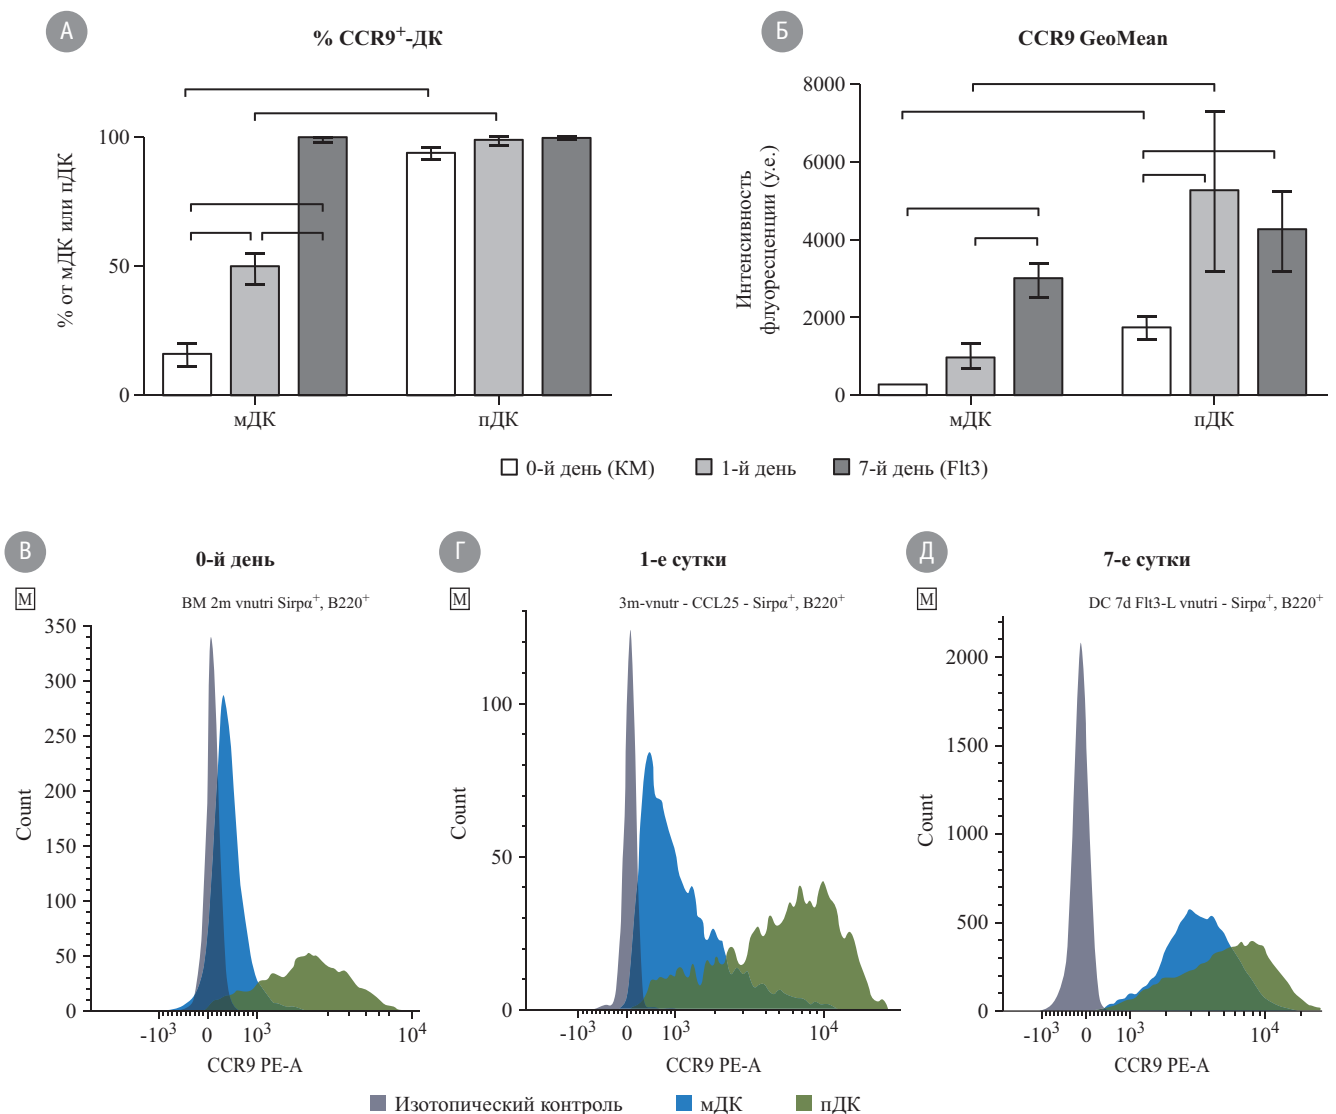 А
% CCR9⁺-ДК
% от мДК или пДК
100
50
0
мДК
пДК
Б
CCR9 GeoMean
Интенсивность
флуоресценции (у.е.)
8000
6000
4000
2000
0
мДК
пДК
0-й день (КМ)
1-й день
7-й день (Flt3)
В
0-й день
M
BM 2m vnutri Sirpα⁺, B220⁺
Count
350
300
250
200
150
100
50
0
-10³
0
10³
10⁴
CCR9 PE-A
Г
1-е сутки
M
3m-vnutr - CCL25 - Sirpα⁺, B220⁺
Count
100
50
0
-10³
0
10³
10⁴
CCR9 PE-A
Д
7-е сутки
M
DC 7d Flt3-L vnutri - Sirpα⁺, B220⁺
Count
2000
1500
1000
500
0
-10³
0
10³
10⁴
CCR9 PE-A
Изотопический контроль
мДК
пДК